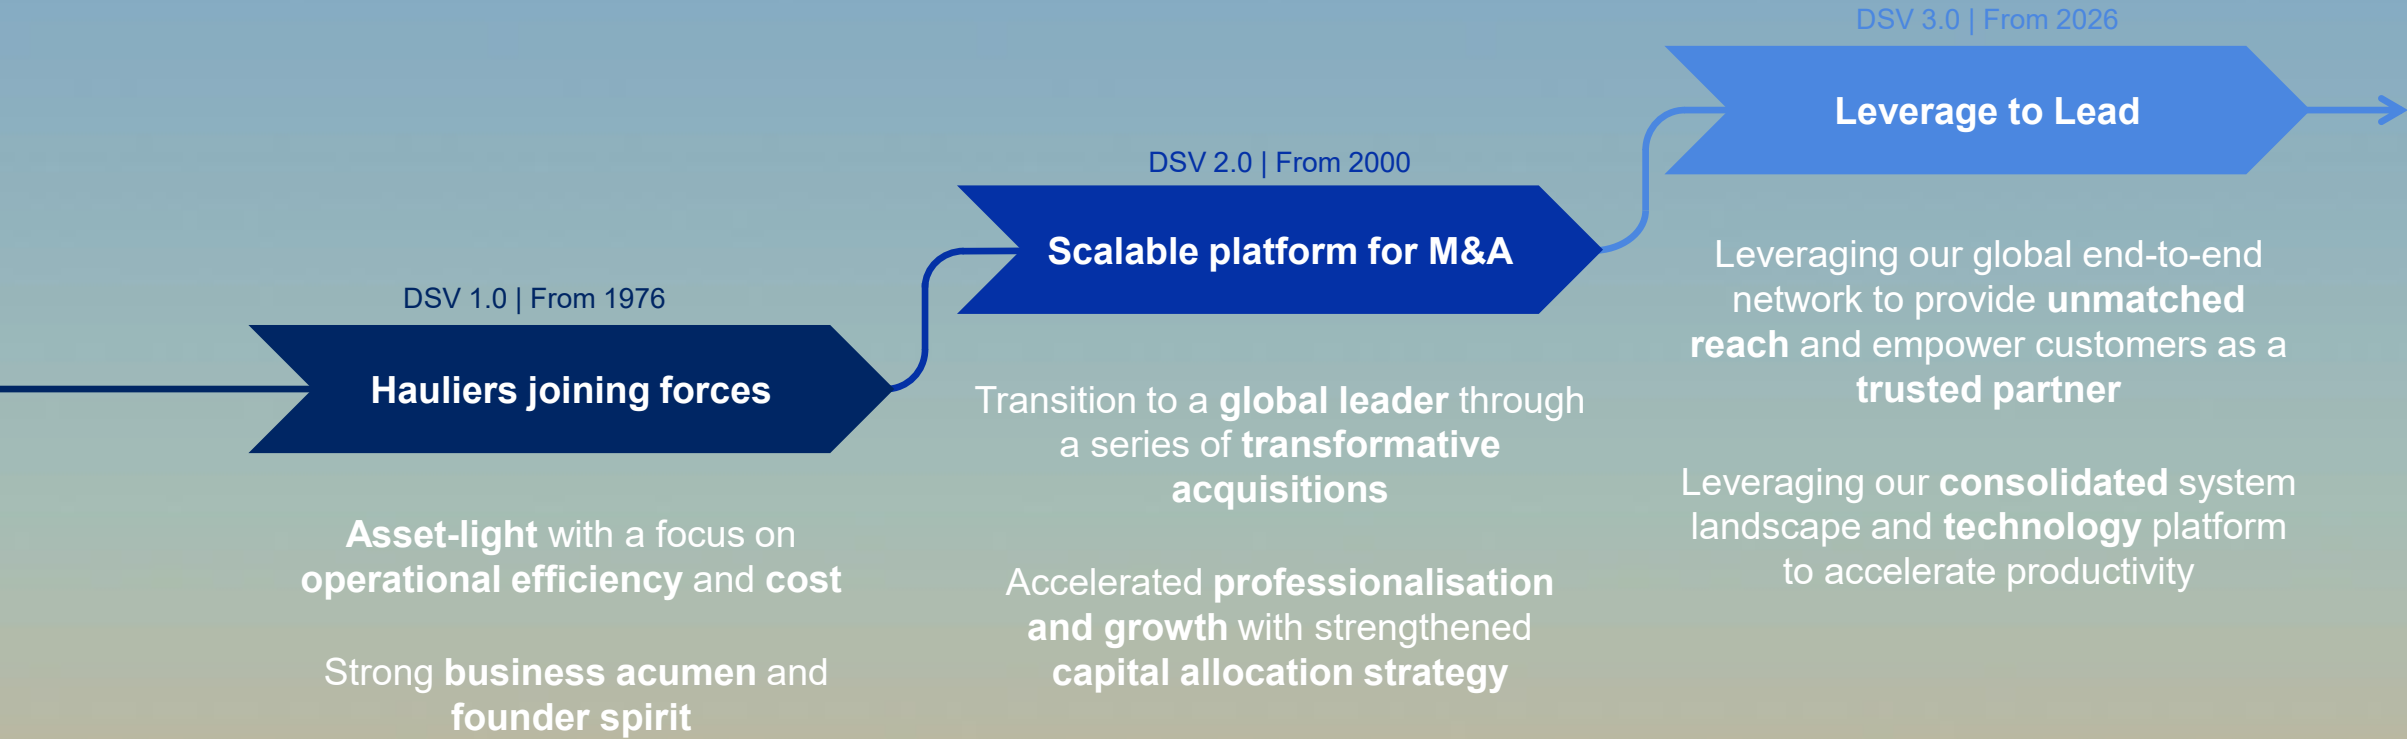 DSV 1.0 | From 1976
Hauliers joining forces
Asset-light with a focus on
operational efficiency and cost
Strong business acumen and
founder spirit
DSV 2.0 | From 2000
Scalable platform for M&A
Transition to a global leader through
a series of transformative
acquisitions
Accelerated professionalisation
and growth with strengthened
capital allocation strategy
DSV 3.0 | From 2026
Leverage to Lead
Leveraging our global end-to-end
network to provide unmatched
reach and empower customers as a
trusted partner
Leveraging our consolidated system
landscape and technology platform
to accelerate productivity